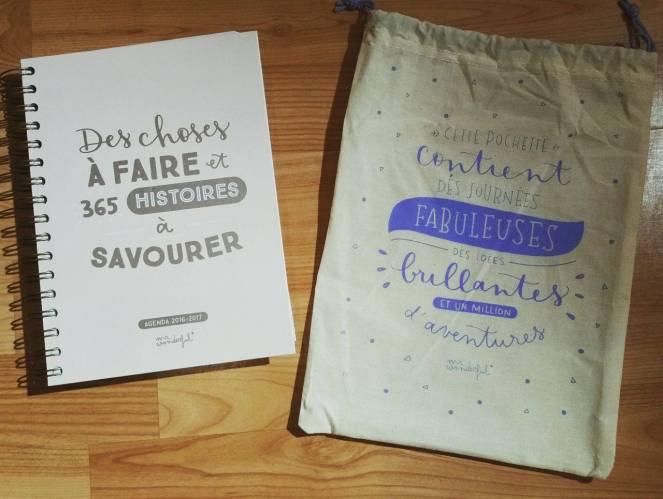 Des choses
À FAIRE et
365 HISTOIRES
à
SAVOURER
AGENDA 2016-2017
mr
wonderful*
» CETTE POCHETTE «
contient
DES JOURNÉES
FABULEUSES
DES IDÉES
brillantes
ET UN MILLION
d'aventures
mr
wonderful*